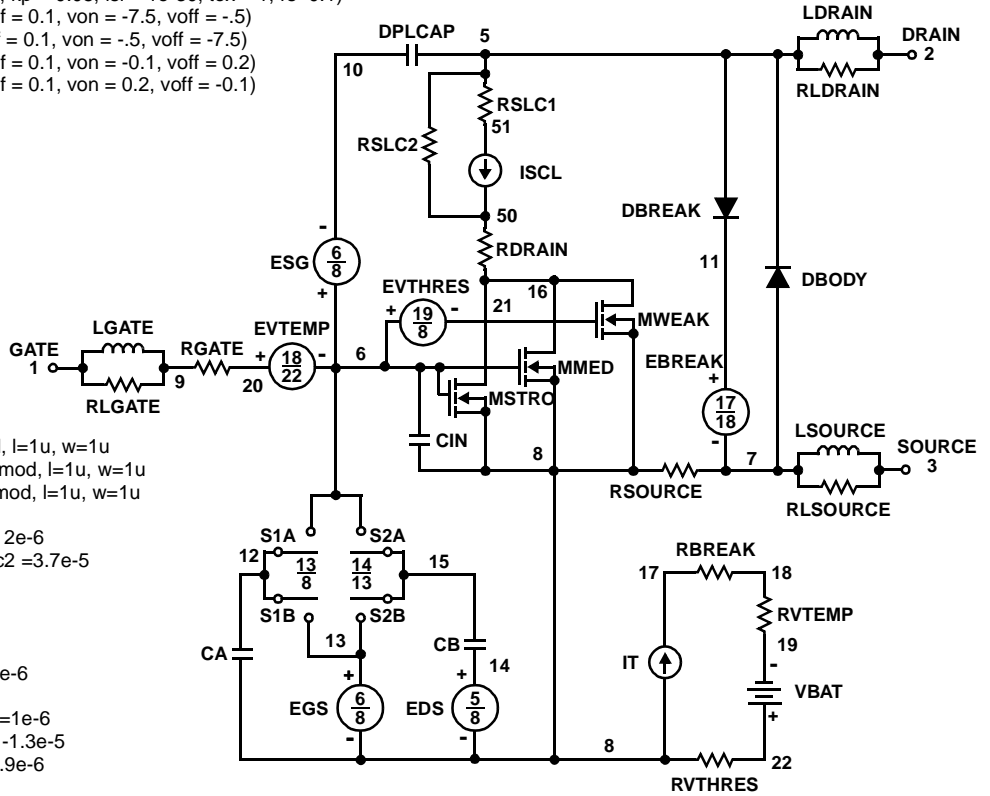 f = 0.1, von = -7.5, voff = -.5)
f = 0.1, von = -.5, voff = -7.5)
f = 0.1, von = -0.1, voff = 0.2)
f = 0.1, von = 0.2, voff = -0.1)
LDRAIN
DRAIN
2
RLDRAIN
DPLCAP
5
10
RSLC1
51
RSLC2
ISCL
50
RDRAIN
DBREAK
11
DBODY
-
ESG
6
8
+
EVTHRES
+
19
8
-
21
16
MWEAK
MMED
MSTRO
EBREAK
+
17
18
-
GATE
1
LGATE
RLGATE
9
RGATE
20
EVTEMP
+
18
22
-
6
CIN
8
RSOURCE
7
LSOURCE
SOURCE
3
RLSOURCE
, l=1u, w=1u
mod, l=1u, w=1u
mod, l=1u, w=1u
2e-6
c2 =3.7e-5
e-6
=1e-6
-1.3e-5
.9e-6
S1A
S2A
12
13
8
14
13
15
S1B
S2B
13
CA
CB
14
+
EGS
6
8
-
+
EDS
5
8
-
8
RBREAK
17
18
RVTEMP
19
IT
-
VBAT
+
22
RVTHRES